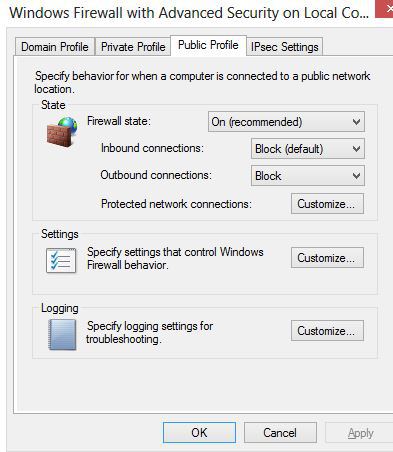 Windows Firewall with Advanced Security on Local Co...
Domain Profile Private Profile Public Profile IPsec Settings
Specify behavior for when a computer is connected to a public network
location.
State
Firewall state: On (recommended)
Inbound connections: Block (default)
Outbound connections: Block
Protected network connections: Customize...
Settings
Specify settings that control Windows
Firewall behavior.
Customize...
Logging
Specify logging settings for
troubleshooting.
Customize...
OK Cancel Apply